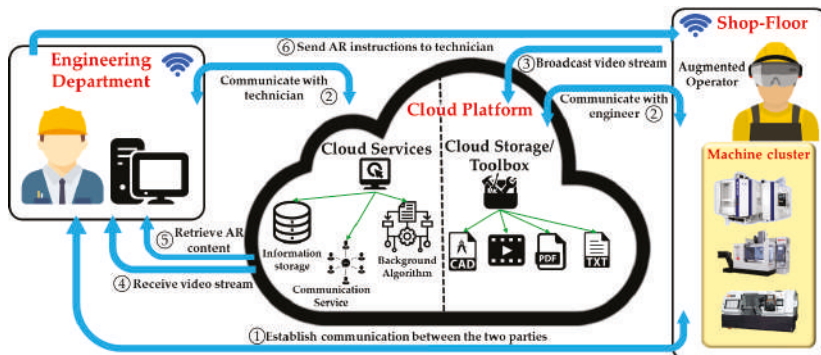 ⑥ Send AR instructions to technician
Shop-Floor
Engineering
Department
③ Broadcast video stream
Augmented
Operator
Communicate with
technician ②
Communicate with
engineer ②
Cloud Platform
Cloud Services
Cloud Storage/
Toolbox
Machine cluster
⑤ Retrieve AR
content
Information
storage
Background
Algorithm
CAD
PDF
TXT
④ Receive video stream
Communication
Service
① Establish communication between the two parties